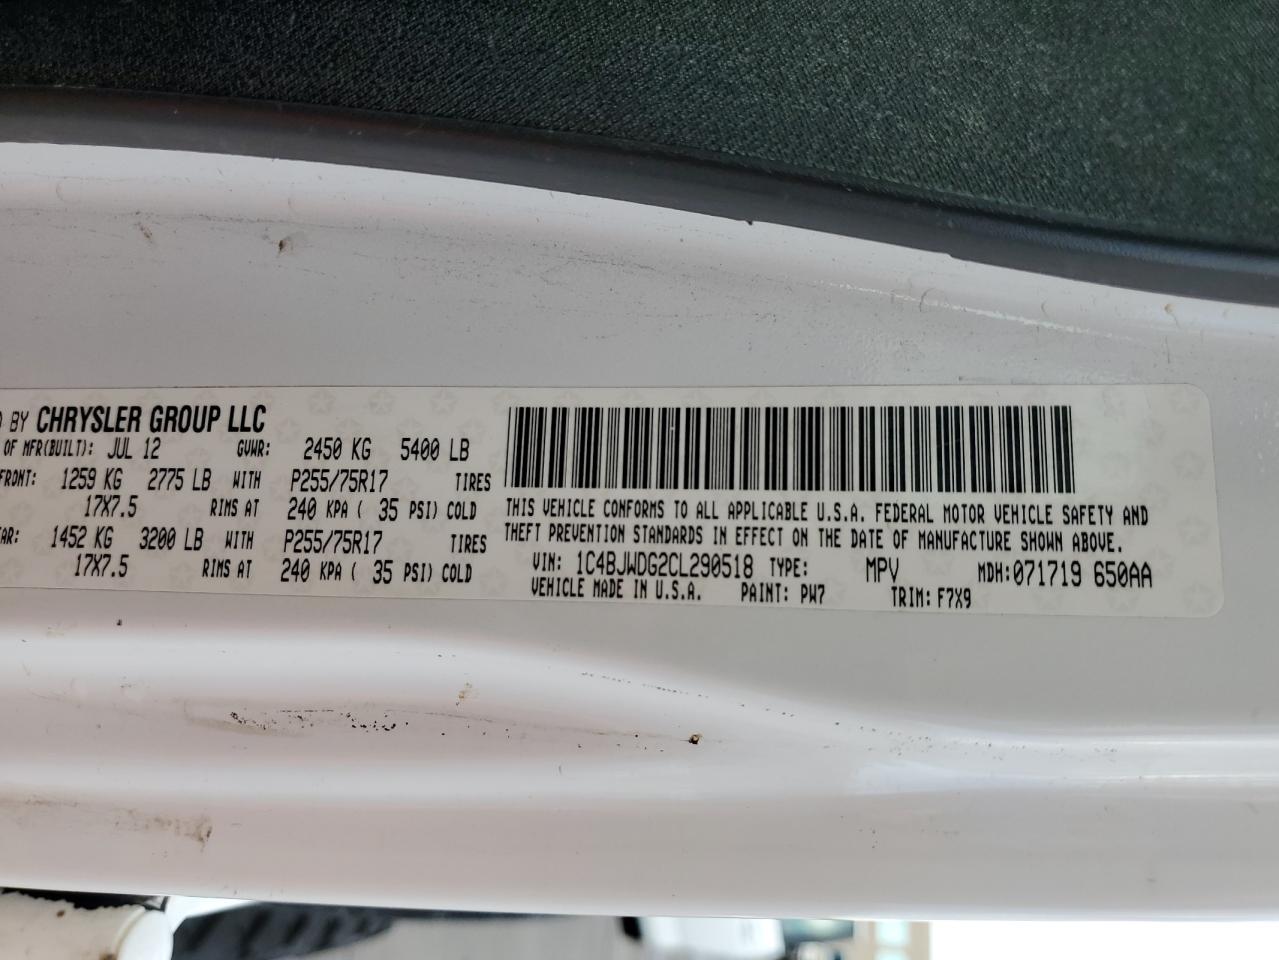 BY CHRYSLER GROUP LLC
OF MFR(BUILT): JUL 12 GVWR: 2450 KG 5400 LB
FRONT: 1259 KG 2775 LB WITH P255/75R17 TIRES
17X7.5 RIMS AT 240 KPA ( 35 PSI) COLD
AR: 1452 KG 3200 LB WITH P255/75R17 TIRES
17X7.5 RIMS AT 240 KPA ( 35 PSI) COLD
THIS VEHICLE CONFORMS TO ALL APPLICABLE U.S.A. FEDERAL MOTOR VEHICLE SAFETY AND
THEFT PREVENTION STANDARDS IN EFFECT ON THE DATE OF MANUFACTURE SHOWN ABOVE.
VIN: 1C4BJWDG2CL290518 TYPE: MPV MDH:071719 650AA
VEHICLE MADE IN U.S.A. PAINT: PW7 TRIM: F7X9